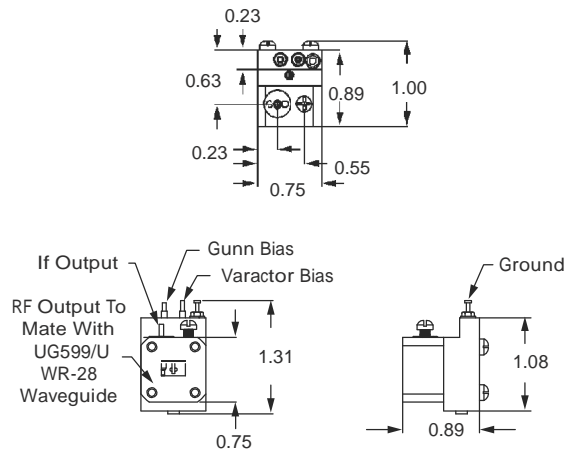 0.23
0.63
0.89
1.00
0.23
0.55
0.75
Gunn Bias
If Output
Varactor Bias
Ground
RF Output To
Mate With
UG599/U
WR-28
Waveguide
1.31
1.08
0.75
0.89